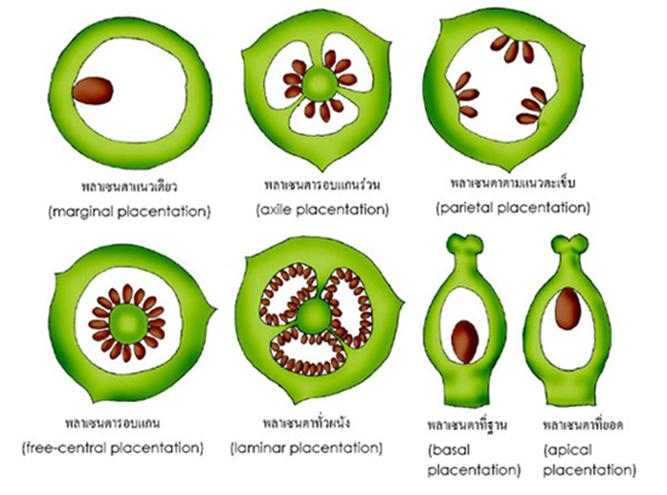 พลาเซนตาแนวเดียว
(marginal placentation)
พลาเซนตารอบแกนร่วม
(axile placentation)
พลาเซนตาตามแนวตะเข็บ
(parietal placentation)
พลาเซนตารอบแกน
(free-central placentation)
พลาเซนตาทั่วผนัง
(laminar placentation)
พลาเซนตาที่ฐาน
(basal
placentation)
พลาเซนตาที่ยอด
(apical
placentation)